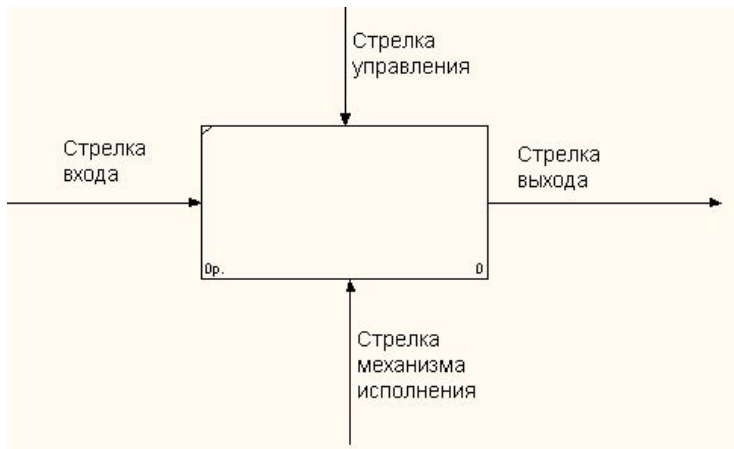 Стрелка
управления
Стрелка
входа
Стрелка
выхода
0р.
0
Стрелка
механизма
исполнения